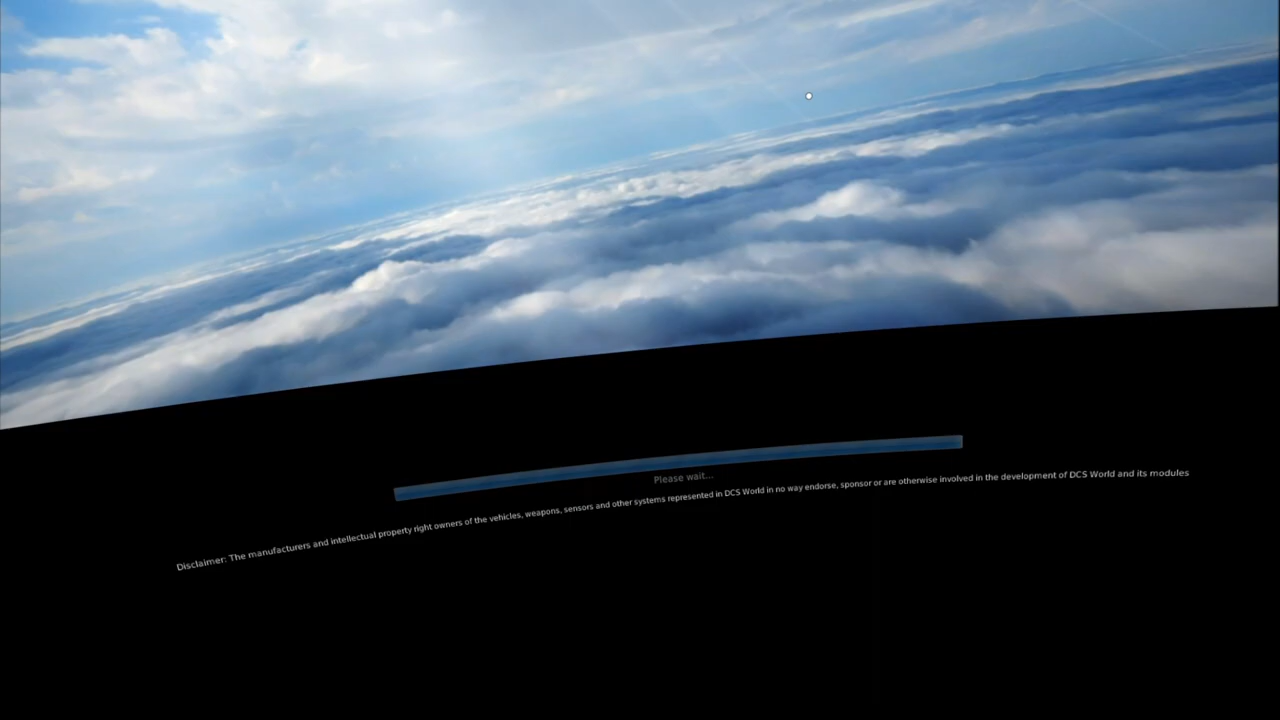 Please wait...
Disclaimer: The manufacturers and intellectual property right owners of the vehicles, weapons, sensors and other systems represented in DCS World in no way endorse, sponsor or are otherwise involved in the development of DCS World and its modules